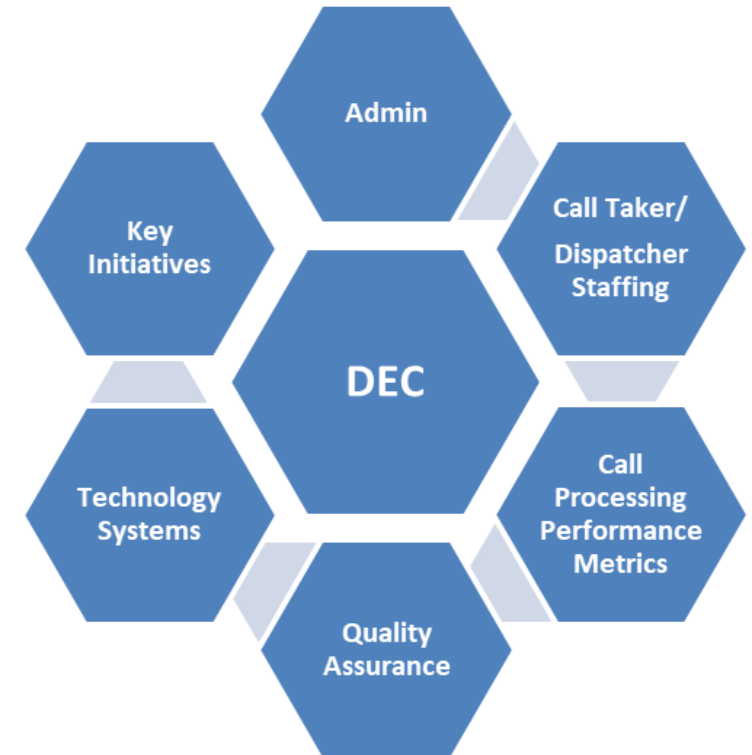 Admin
Call Taker/
Dispatcher
Staffing
Key
Initiatives
DEC
Call
Processing
Performance
Metrics
Technology
Systems
Quality
Assurance